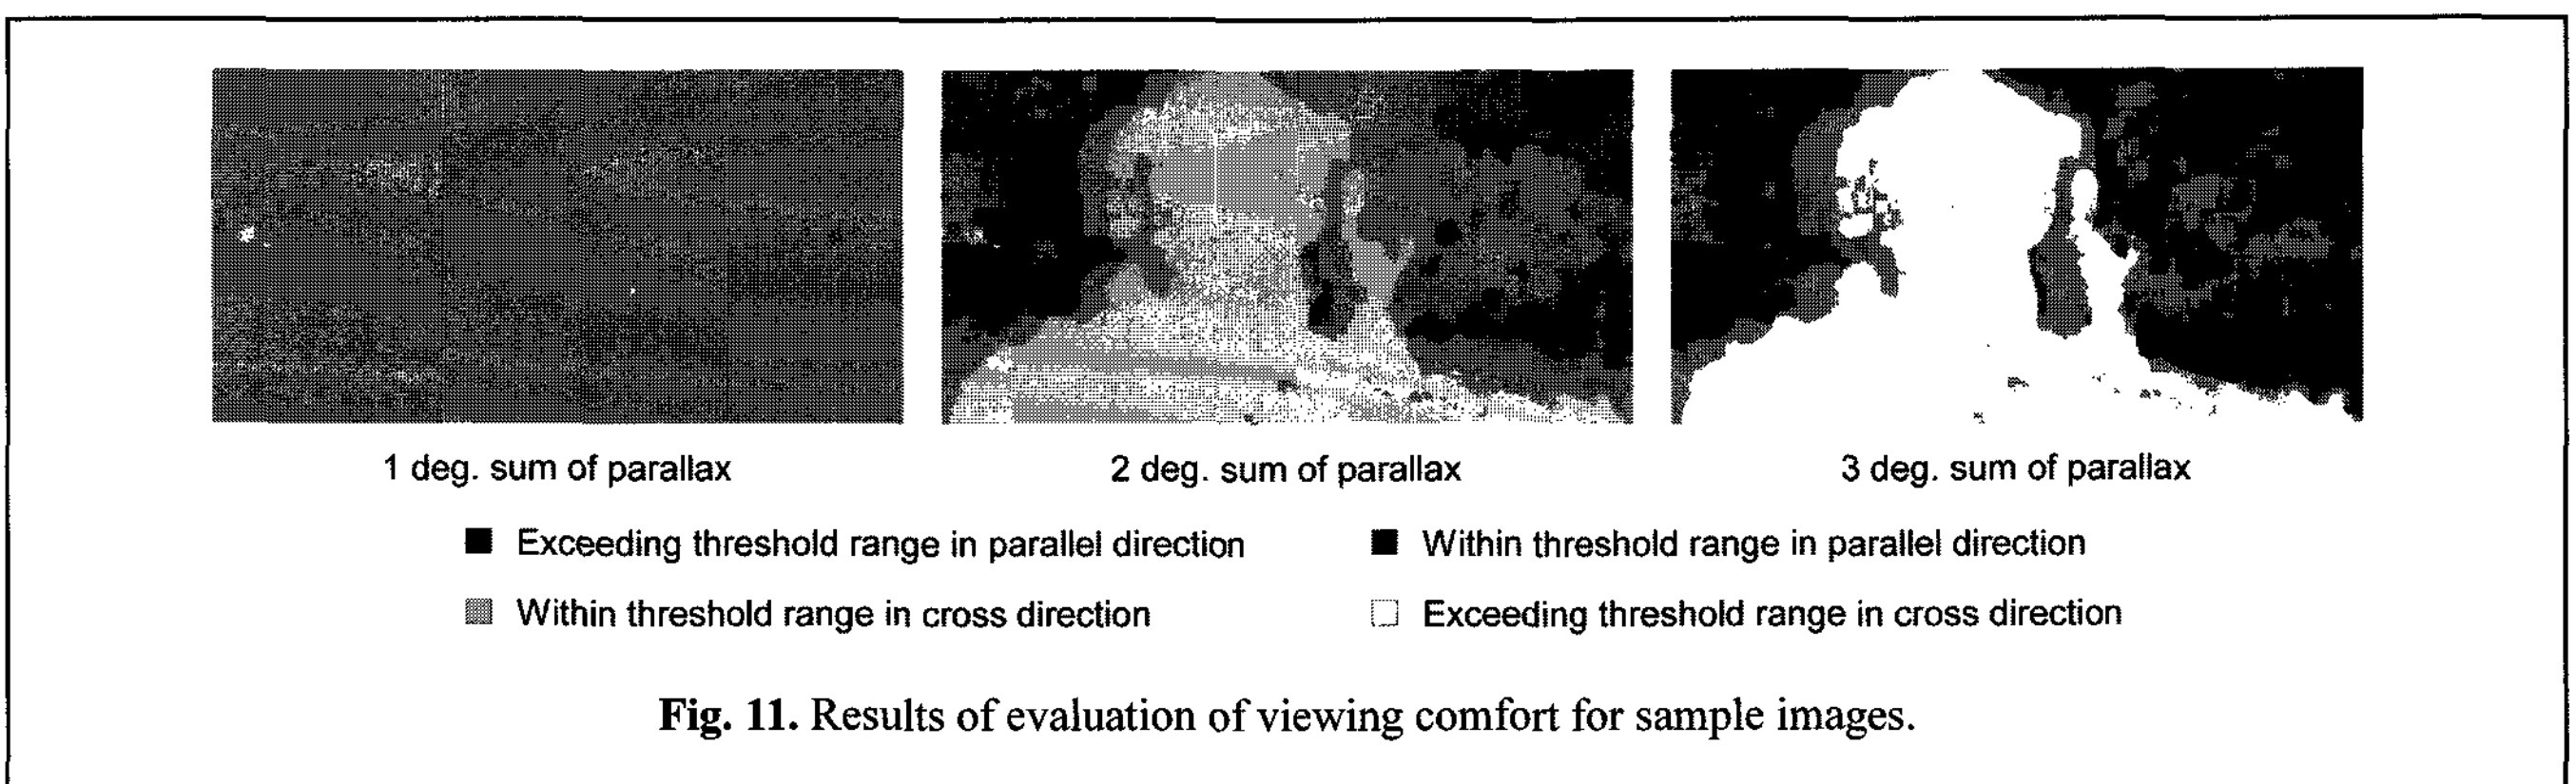 1 deg. sum of parallax 2 deg. sum of parallax 3 deg. sum of parallax
Exceeding threshold range in parallel direction Within threshold range in parallel direction
Within threshold range in cross direction Exceeding threshold range in cross direction
Fig. 11. Results of evaluation of viewing comfort for sample images.